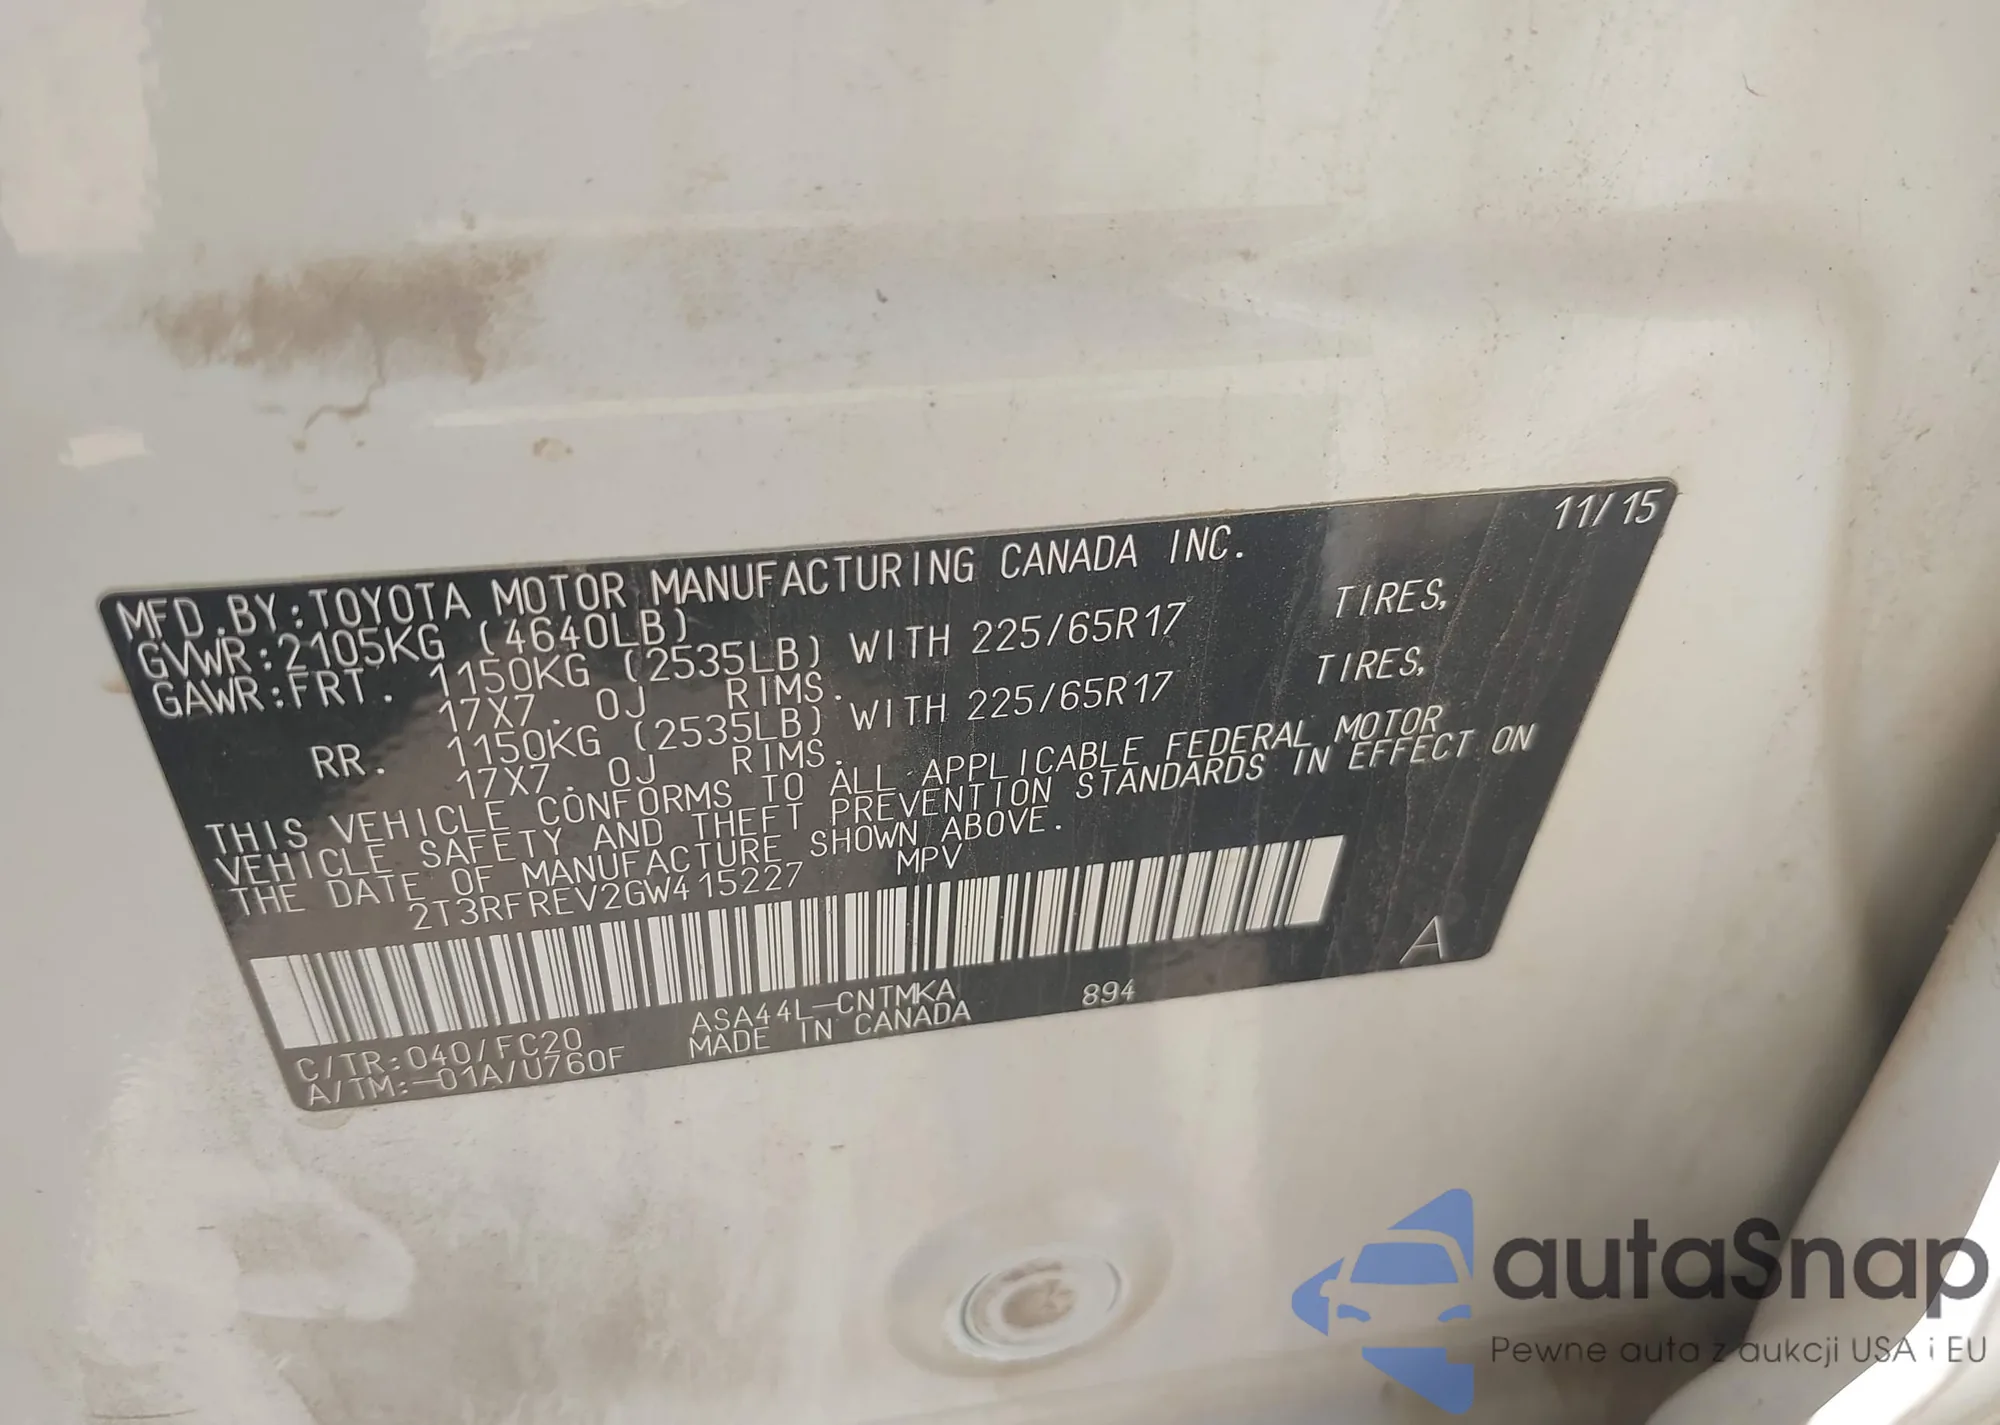 11/15
MFD.BY:TOYOTA MOTOR MANUFACTURING CANADA INC.
GVWR:2105KG (4640LB)
GAWR:FRT. 1150KG (2535LB) WITH 225/65R17 TIRES,
17X7.0J RIMS.
RR. 1150KG (2535LB) WITH 225/65R17 TIRES,
17X7.0J RIMS.
THIS VEHICLE CONFORMS TO ALL APPLICABLE FEDERAL MOTOR
VEHICLE SAFETY AND THEFT PREVENTION STANDARDS IN EFFECT ON
THE DATE OF MANUFACTURE SHOWN ABOVE.
2T3RFREV2GW415227 MPV
A
C/TR:040/FC20 ASA44L-CNTMKA 894
A/TM:-01A/U760F MADE IN CANADA
autaSnap
Pewne auta z aukcji USA i EU